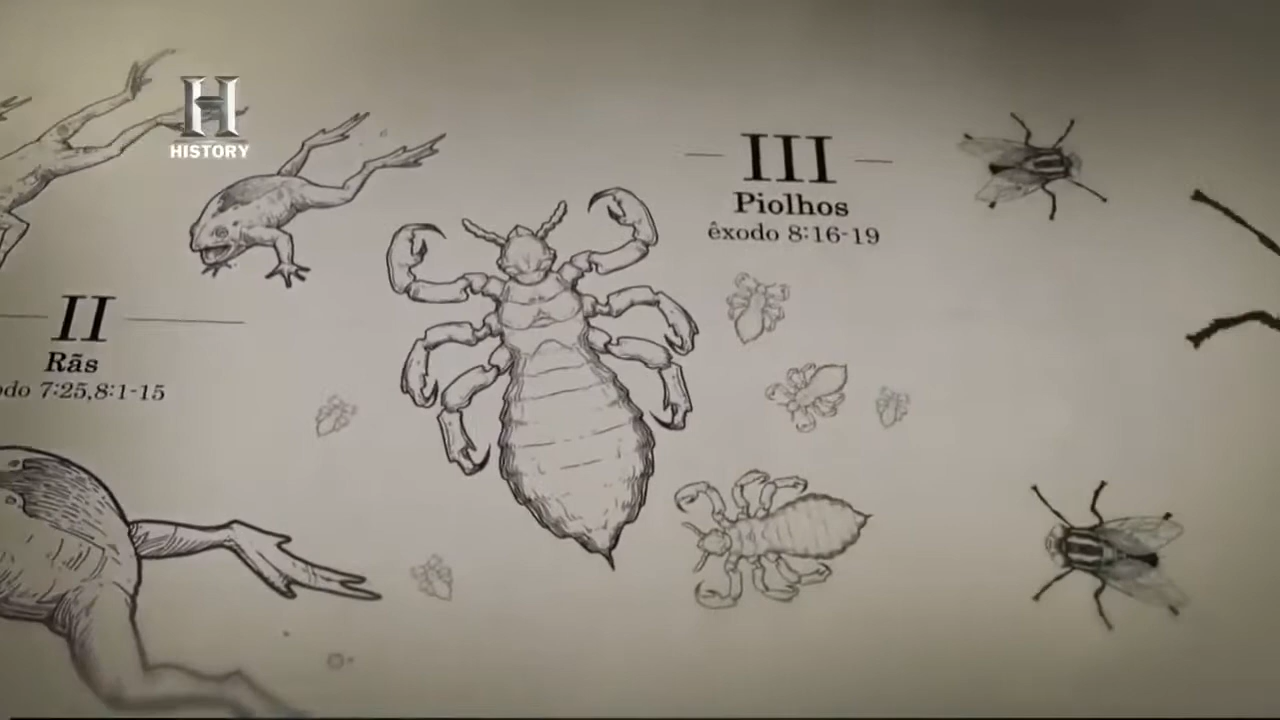 H
HISTORY
II
Rãs
odo 7:25,8:1-15
III
Piolhos
êxodo 8:16-19